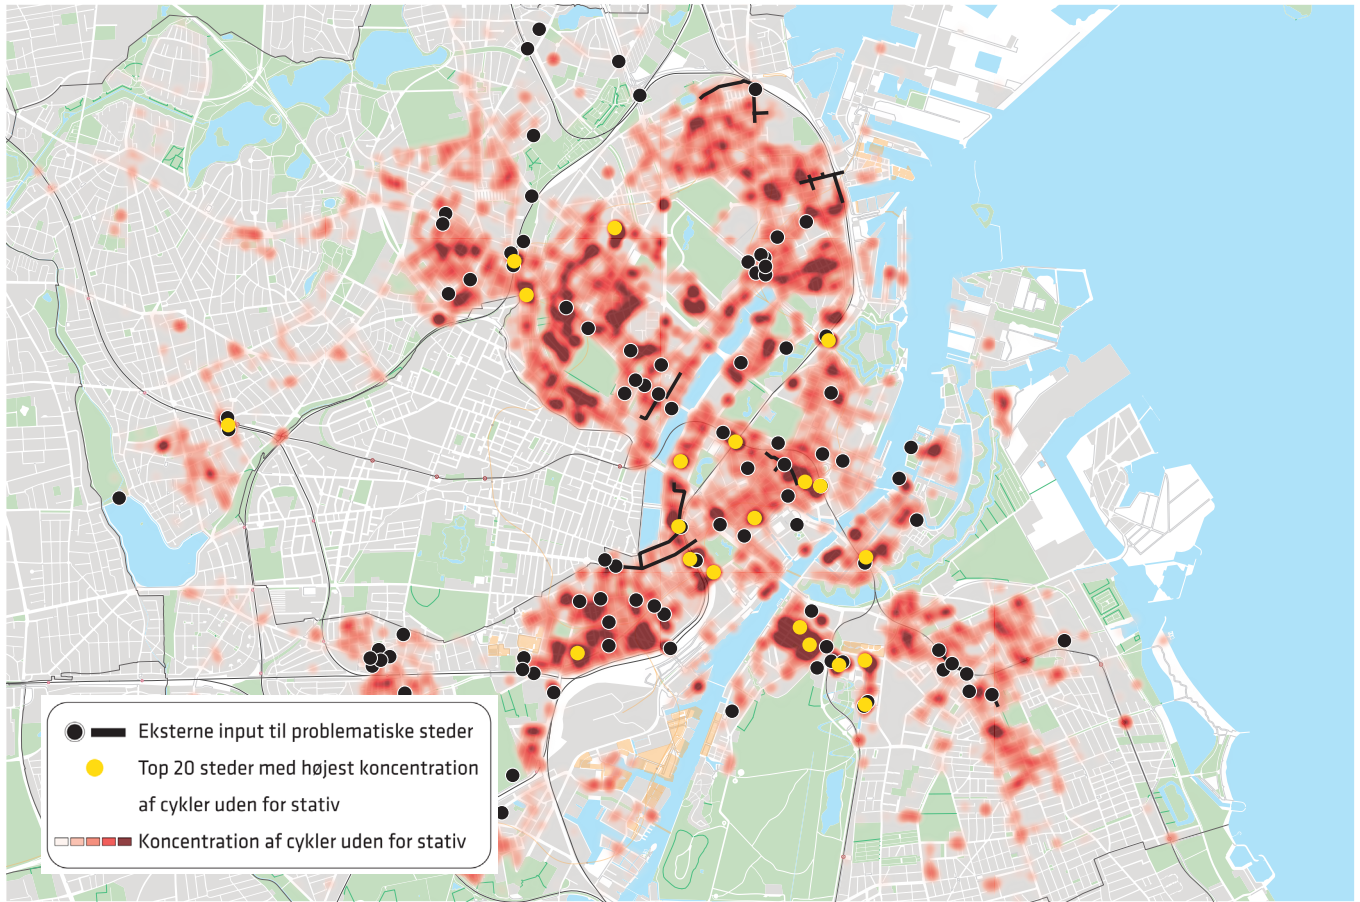 Eksterne input til problematiske steder
Top 20 steder med højest koncentration
af cykler uden for stativ
Koncentration af cykler uden for stativ